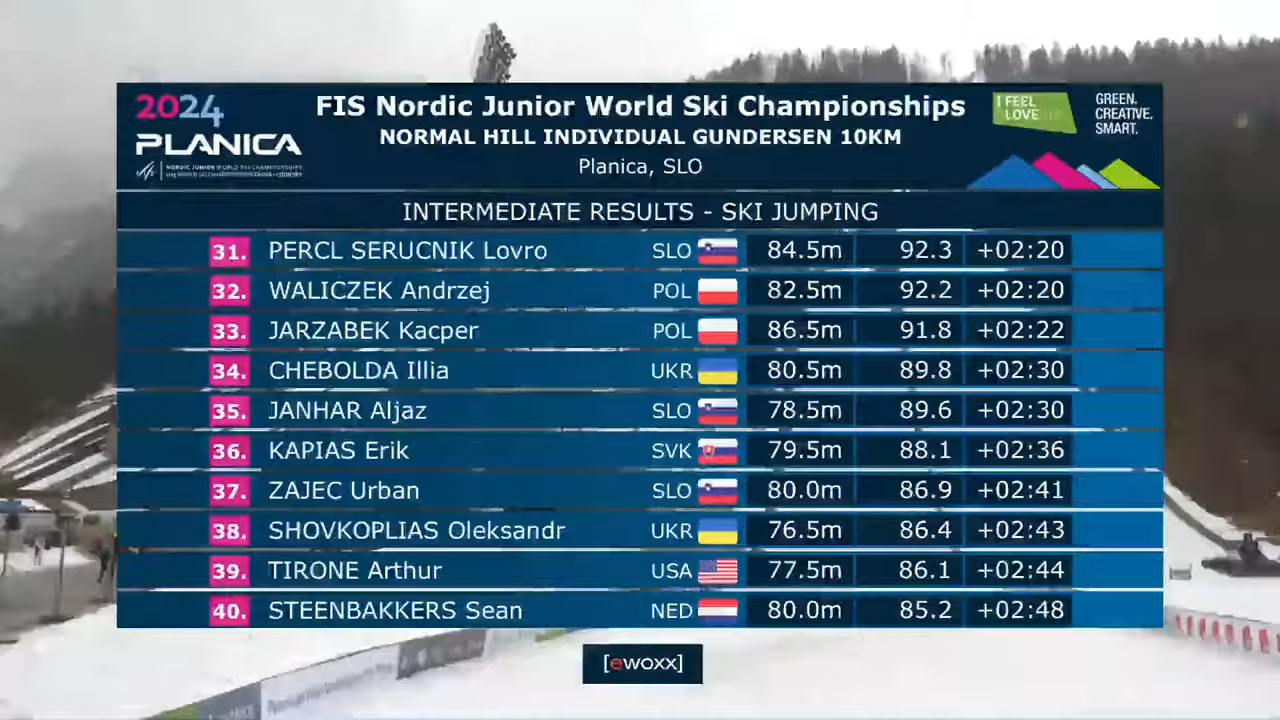 2024
PLANICA
NORDIC JUNIOR WORLD SKI CHAMPIONSHIPS
FIS Nordic Junior World Ski Championships
NORMAL HILL INDIVIDUAL GUNDERSEN 10KM
Planica, SLO
I FEEL
LOVE
GREEN.
CREATIVE.
SMART.
INTERMEDIATE RESULTS - SKI JUMPING
31. PERCL SERUCNIK Lovro SLO 84.5m 92.3 +02:20
32. WALICZEK Andrzej POL 82.5m 92.2 +02:20
33. JARZABEK Kacper POL 86.5m 91.8 +02:22
34. CHEBOLDA Illia UKR 80.5m 89.8 +02:30
35. JANHAR Aljaz SLO 78.5m 89.6 +02:30
36. KAPIAS Erik SVK 79.5m 88.1 +02:36
37. ZAJEC Urban SLO 80.0m 86.9 +02:41
38. SHOVKOPLIAS Oleksandr UKR 76.5m 86.4 +02:43
39. TIRONE Arthur USA 77.5m 86.1 +02:44
40. STEENBAKKERS Sean NED 80.0m 85.2 +02:48
[ewoxx]